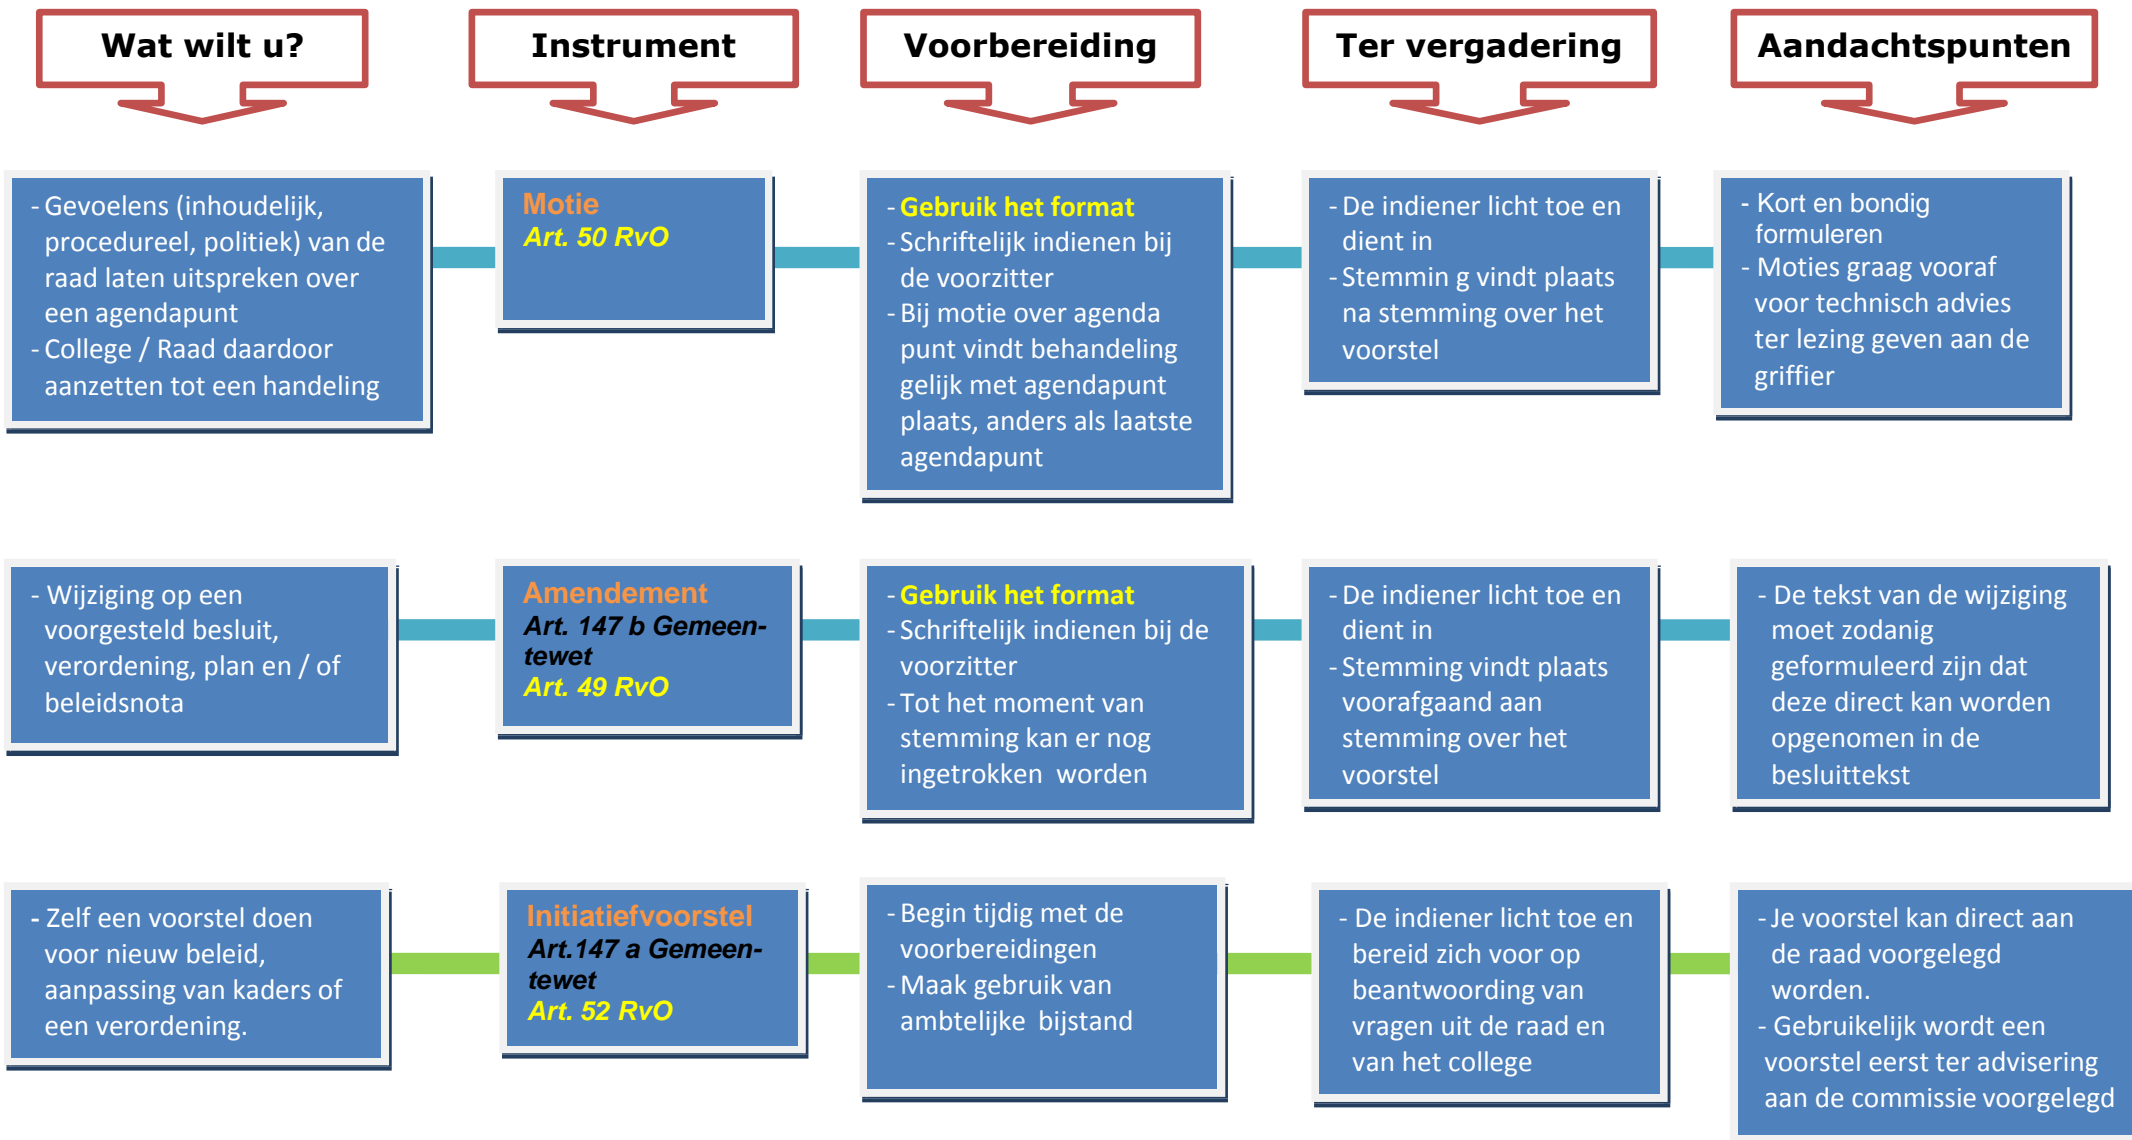 Wat wilt u?
Instrument
Voorbereiding
Ter vergadering
Aandachtspunten
- Gevoelens (inhoudelijk,
procedureel, politiek) van de
raad laten uitspreken over
een agendapunt
- College / Raad daardoor
aanzetten tot een handeling
Motie
Art. 50 RvO
- Gebruik het format
- Schriftelijk indienen bij
de voorzitter
- Bij motie over agenda
punt vindt behandeling
gelijk met agendapunt
plaats, anders als laatste
agendapunt
- De indiener licht toe en
dient in
- Stemmin g vindt plaats
na stemming over het
voorstel
- Kort en bondig
formuleren
- Moties graag vooraf
voor technisch advies
ter lezing geven aan de
griffier
- Wijziging op een
voorgesteld besluit,
verordening, plan en / of
beleidsnota
Amendement
Art. 147 b Gemeen-
tewet
Art. 49 RvO
- Gebruik het format
- Schriftelijk indienen bij de
voorzitter
- Tot het moment van
stemming kan er nog
ingetrokken worden
- De indiener licht toe en
dient in
- Stemming vindt plaats
voorafgaand aan
stemming over het
voorstel
- De tekst van de wijziging
moet zodanig
geformuleerd zijn dat
deze direct kan worden
opgenomen in de
besluittekst
- Zelf een voorstel doen
voor nieuw beleid,
aanpassing van kaders of
een verordening.
Initiatiefvoorstel
Art.147 a Gemeen-
tewet
Art. 52 RvO
- Begin tijdig met de
voorbereidingen
- Maak gebruik van
ambtelijke bijstand
- De indiener licht toe en
bereid zich voor op
beantwoording van
vragen uit de raad en
van het college
- Je voorstel kan direct aan
de raad voorgelegd
worden.
- Gebruikelijk wordt een
voorstel eerst ter advisering
aan de commissie voorgelegd